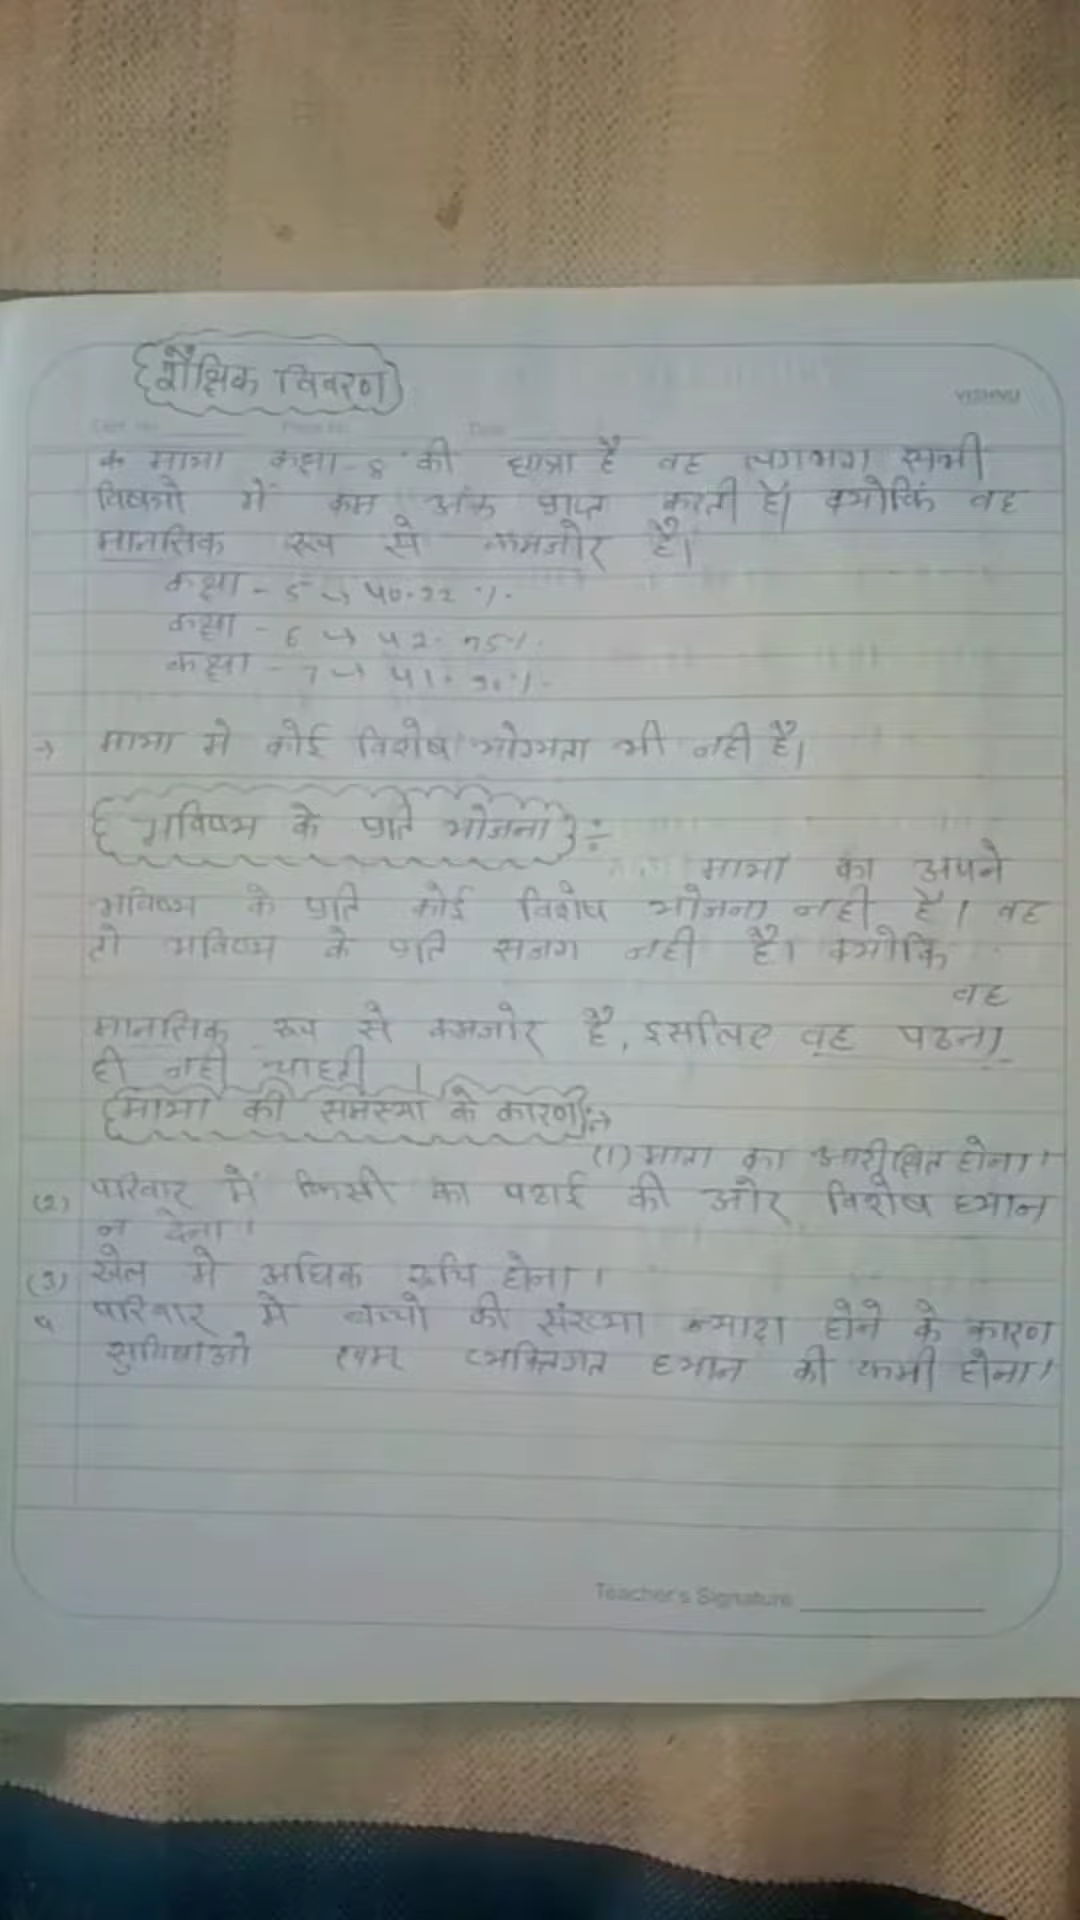 शैक्षिक विवरण
VISHNU
Date
क माया कक्षा - 8 की छात्रा है वह लगभग सभी
विषयो में कम अंक प्राप्त करती है। क्योकिं वह
मानसिक रूप से कमजोर है।
कक्षा - 5 → 40.22 %.
कक्षा - 6 → 42.75%.
कक्षा - 7 → 41. %.
→ माया मे कोई विशेष योग्यता भी नही है।
भविष्य के प्रति योजना ÷
माया का अपने
भविष्य के प्रति कोई विशेष योजना नही है। वह
तो भविष्य के प्रति सजग नही है। क्योकि
वह
मानसिक रूप से कमजोर है, इसलिए वह पढना
ही नही चाहती ।
माया की समस्या के कारण :→
(1) माता का होना।
(2) परिवार में किसी का पढाई की ओर विशेष ध्यान
न देना।
(3) खेल मे अधिक रूचि होना।
4 परिवार मे बच्चो की संख्या ज्यादा होने के कारण
व्यक्तिगत ध्यान की कमी होना।
Teacher's Signature